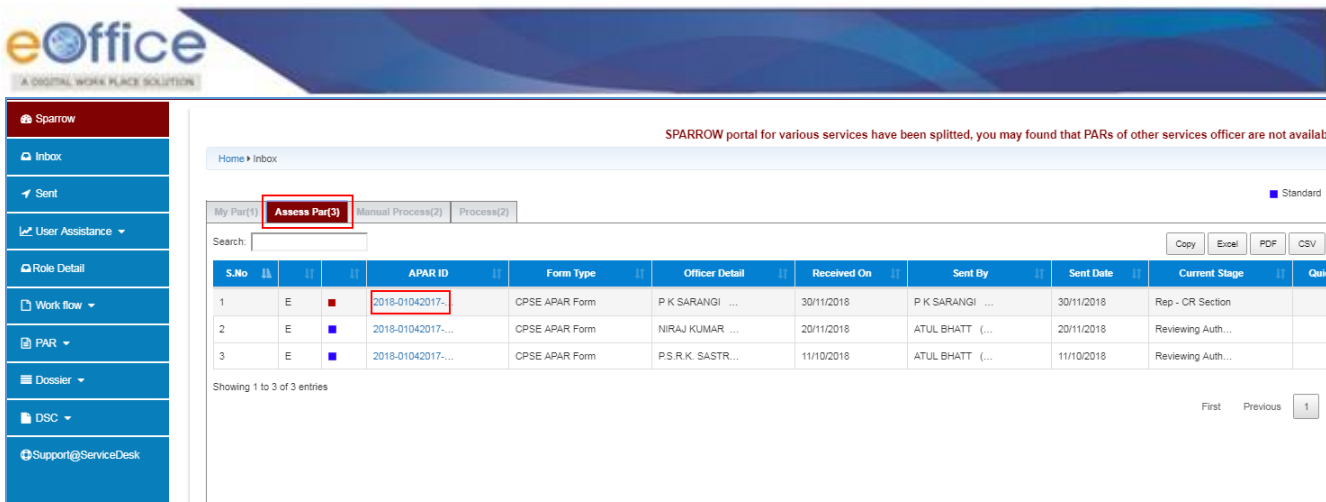 eOffice
A DIGITAL WORK PLACE SOLUTION
Sparrow
Inbox
Sent
User Assistance
Role Detail
Work flow
PAR
Dossier
DSC
Support@ServiceDesk
SPARROW portal for various services have been splitted, you may found that PARs of other services officer are not availab
Home Inbox
Standard
My Par(1) Assess Par(3) Manual Process(2) Process(2)
Search:
Copy Excel PDF CSV
S.No APAR ID Form Type Officer Detail Received On Sent By Sent Date Current Stage Qui
1 E 2018-01042017-... CPSE APAR Form P K SARANGI ... 30/11/2018 P K SARANGI ... 30/11/2018 Rep - CR Section
2 E 2018-01042017-... CPSE APAR Form NIRAJ KUMAR ... 20/11/2018 ATUL BHATT (... 20/11/2018 Reviewing Auth...
3 E 2018-01042017-... CPSE APAR Form P.S.R.K. SASTR... 11/10/2018 ATUL BHATT (... 11/10/2018 Reviewing Auth...
Showing 1 to 3 of 3 entries
First Previous 1